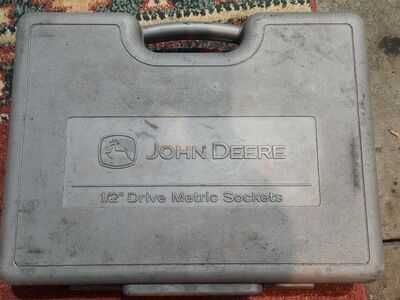 JOHN DEERE
1/2" Drive Metric Sockets